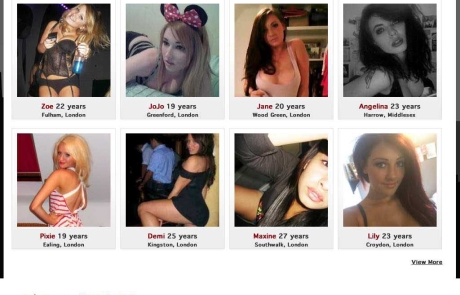 Zoe 22 years
Fulham, London
JoJo 19 years
Greenford, London
Jane 20 years
Wood Green, London
Angelina 23 years
Harrow, Middlesex
Pixie 19 years
Ealing, London
Demi 25 years
Kingston, London
Maxine 27 years
Southwalk, London
Lily 23 years
Croydon, London
View More